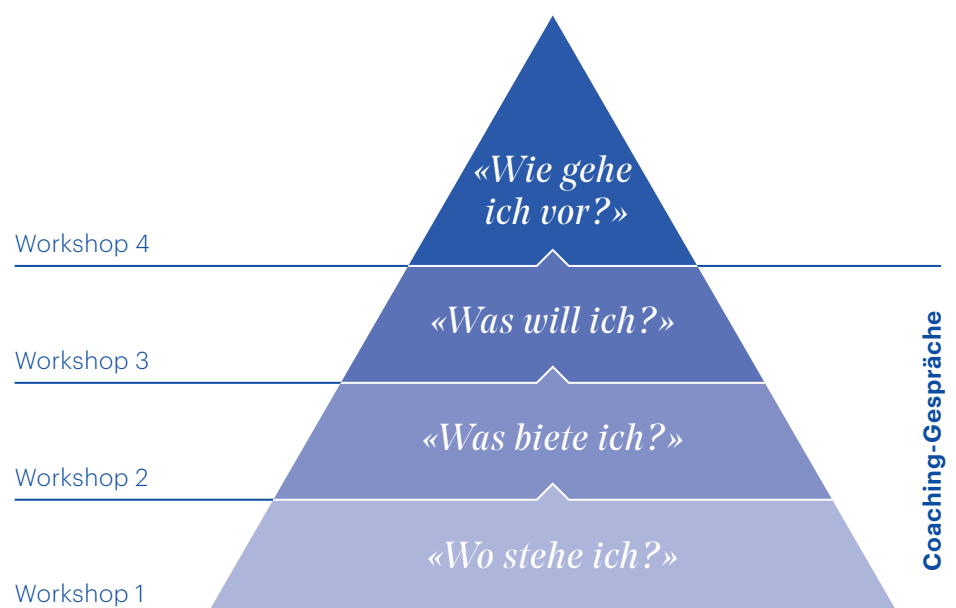 «Wie gehe
ich vor?»
Workshop 4
«Was will ich?»
Workshop 3
«Was biete ich?»
Workshop 2
«Wo stehe ich?»
Workshop 1
Coaching-Gespräche